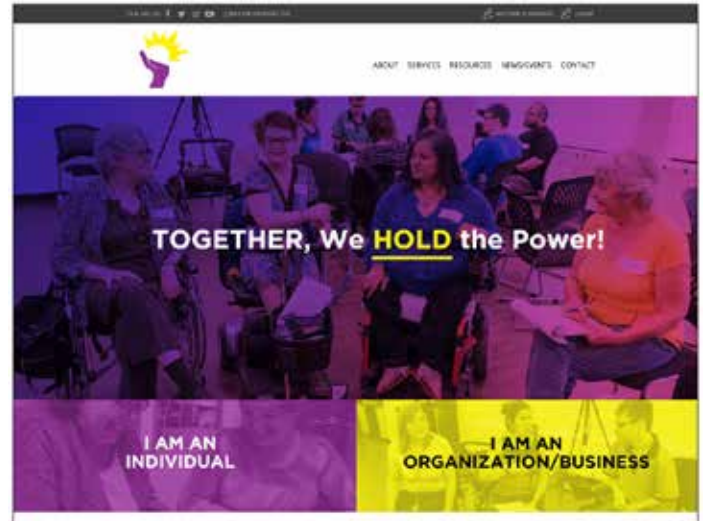 ABOUT SERVICES RESOURCES NEWS/EVENTS CONTACT
TOGETHER, We HOLD the Power!
I AM AN
INDIVIDUAL
I AM AN
ORGANIZATION/BUSINESS